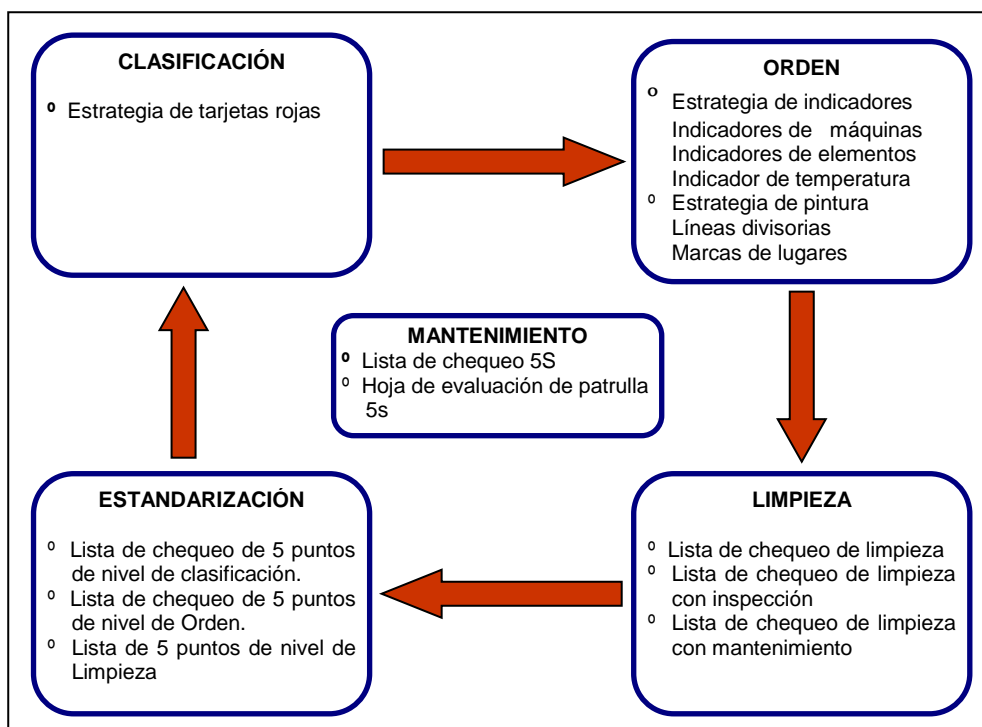 CLASIFICACIÓN
º Estrategia de tarjetas rojas
ORDEN
º Estrategia de indicadores
Indicadores de máquinas
Indicadores de elementos
Indicador de temperatura
º Estrategia de pintura
Líneas divisorias
Marcas de lugares
MANTENIMIENTO
º Lista de chequeo 5S
º Hoja de evaluación de patrulla
5s
ESTANDARIZACIÓN
º Lista de chequeo de 5 puntos
de nivel de clasificación.
º Lista de chequeo de 5 puntos
de nivel de Orden.
º Lista de 5 puntos de nivel de
Limpieza
LIMPIEZA
º Lista de chequeo de limpieza
º Lista de chequeo de limpieza
con inspección
º Lista de chequeo de limpieza
con mantenimiento